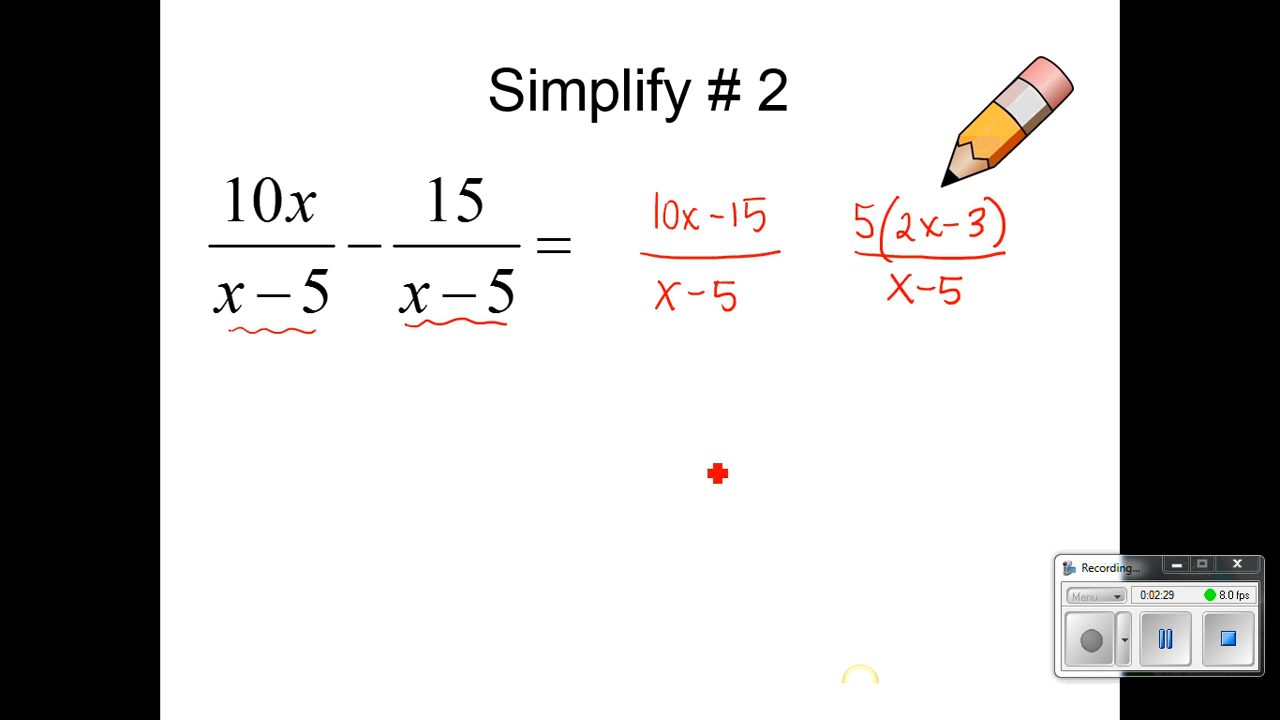 Simplify # 2
10x / x – 5 − 15 / x – 5 = 10x – 15 / x – 5 5(2x – 3) / x – 5
Recording...
Menu 0:02:29 8.0 fps